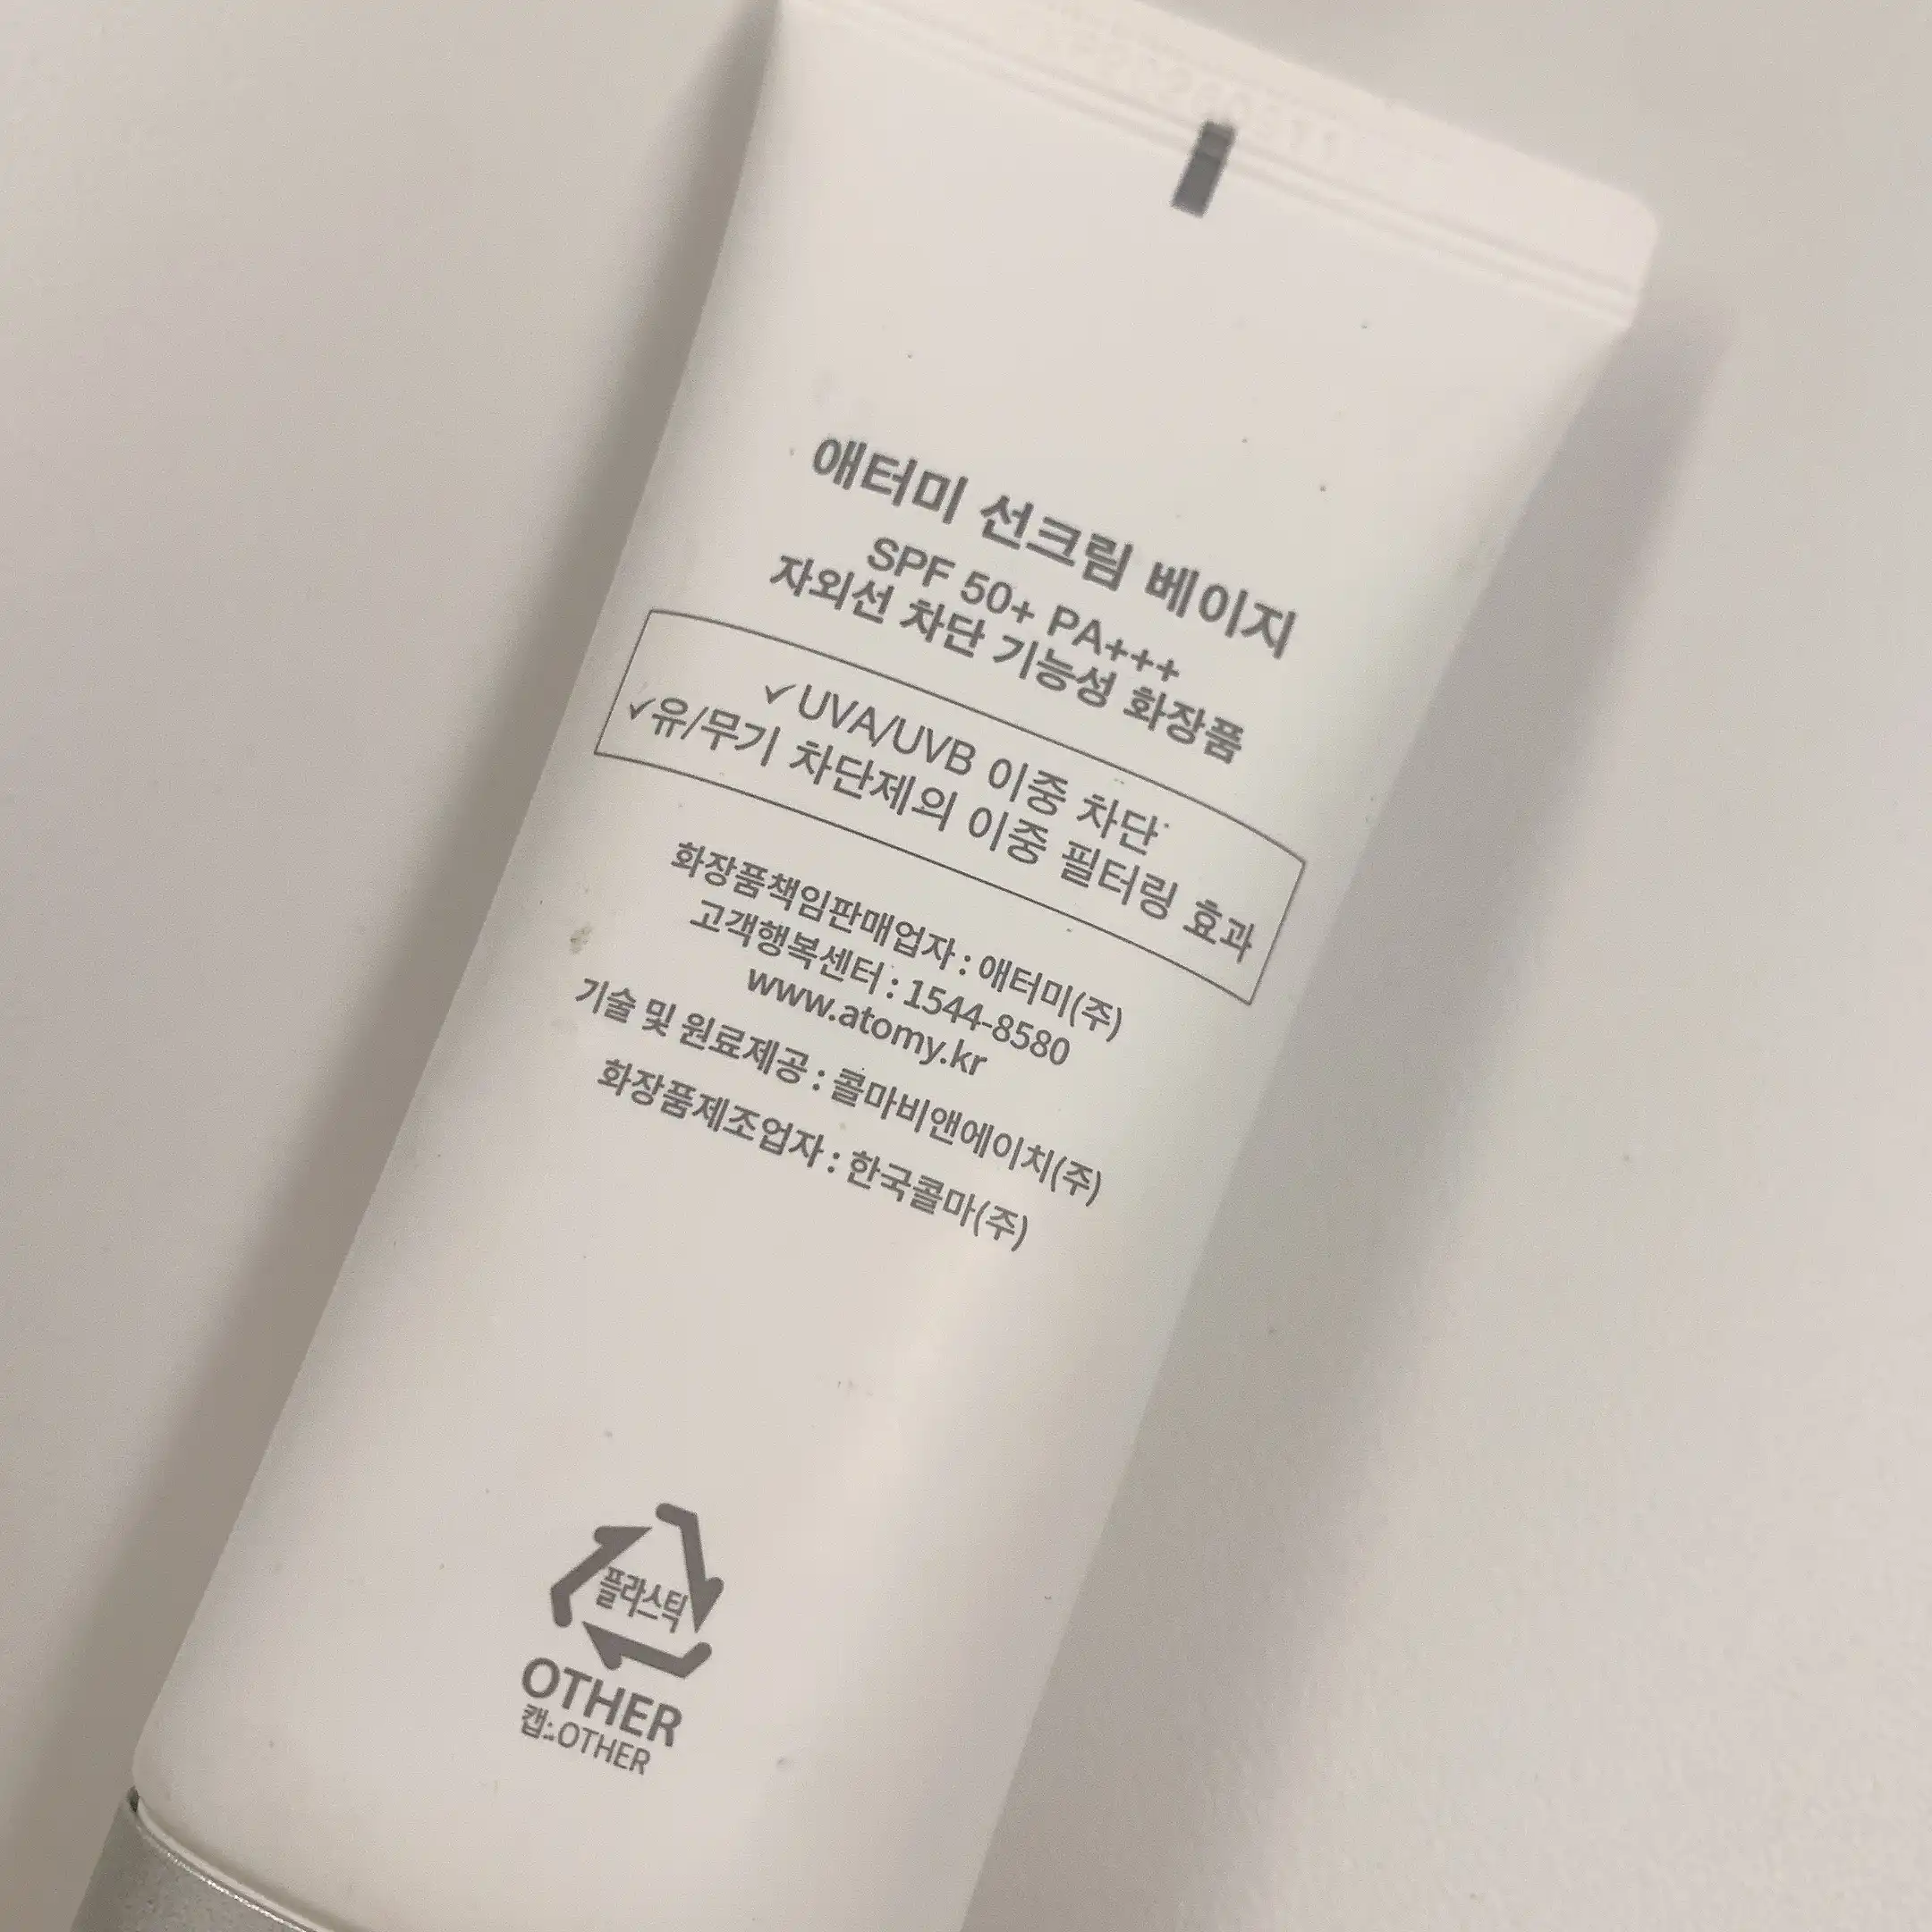 애터미 선크림 베이지
SPF 50+ PA+++
자외선 차단 기능성 화장품
✓UVA/UVB 이중 차단
✓유/무기 차단제의 이중 필터링 효과
화장품책임판매업자 : 애터미(주)
고객행복센터 : 1544-8580
www.atomy.kr
기술 및 원료제공 : 콜마비앤에이치(주)
화장품제조업자 : 한국콜마(주)
플라스틱
OTHER
캡:OTHER